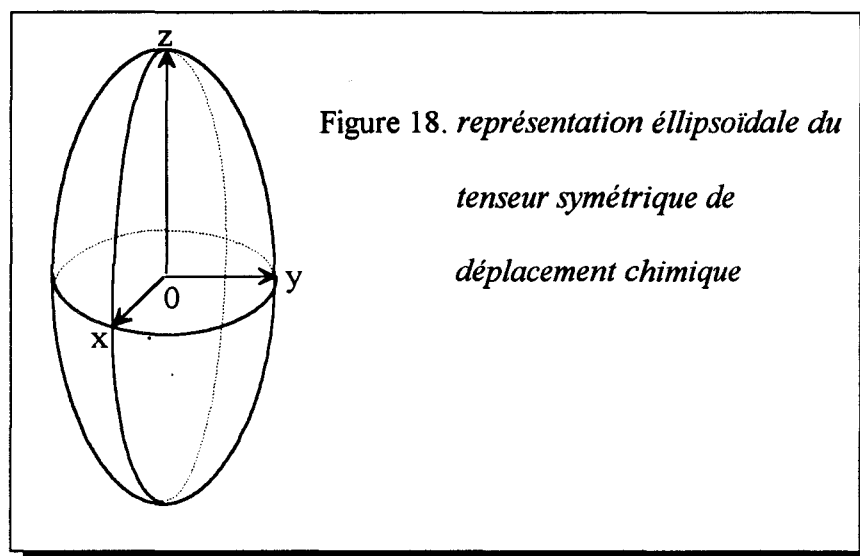 z
Figure 18. représentation éllipsoïdale du
tenseur symétrique de
déplacement chimique
y
0
x